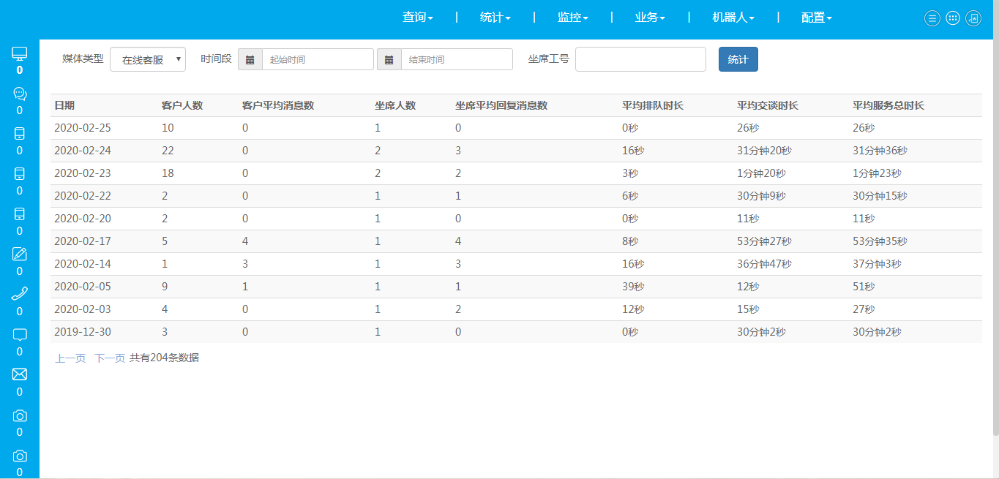 查询 | 统计 | 监控 | 业务 | 机器人 | 配置
0
0
0
0
0
0
0
0
0
0
0
媒体类型 在线客服 时间段 起始时间 结束时间 坐席工号 统计
日期 客户人数 客户平均消息数 坐席人数 坐席平均回复消息数 平均排队时长 平均交谈时长 平均服务总时长
2020-02-25 10 0 1 0 0秒 26秒 26秒
2020-02-24 22 0 2 3 16秒 31分钟20秒 31分钟36秒
2020-02-23 18 0 2 2 3秒 1分钟20秒 1分钟23秒
2020-02-22 2 0 1 1 6秒 30分钟9秒 30分钟15秒
2020-02-20 2 0 1 0 0秒 11秒 11秒
2020-02-17 5 4 1 4 8秒 53分钟27秒 53分钟35秒
2020-02-14 1 3 1 3 16秒 36分钟47秒 37分钟3秒
2020-02-05 9 1 1 1 39秒 12秒 51秒
2020-02-03 4 0 1 2 12秒 15秒 27秒
2019-12-30 3 0 1 0 0秒 30分钟2秒 30分钟2秒
上一页 下一页 共有204条数据